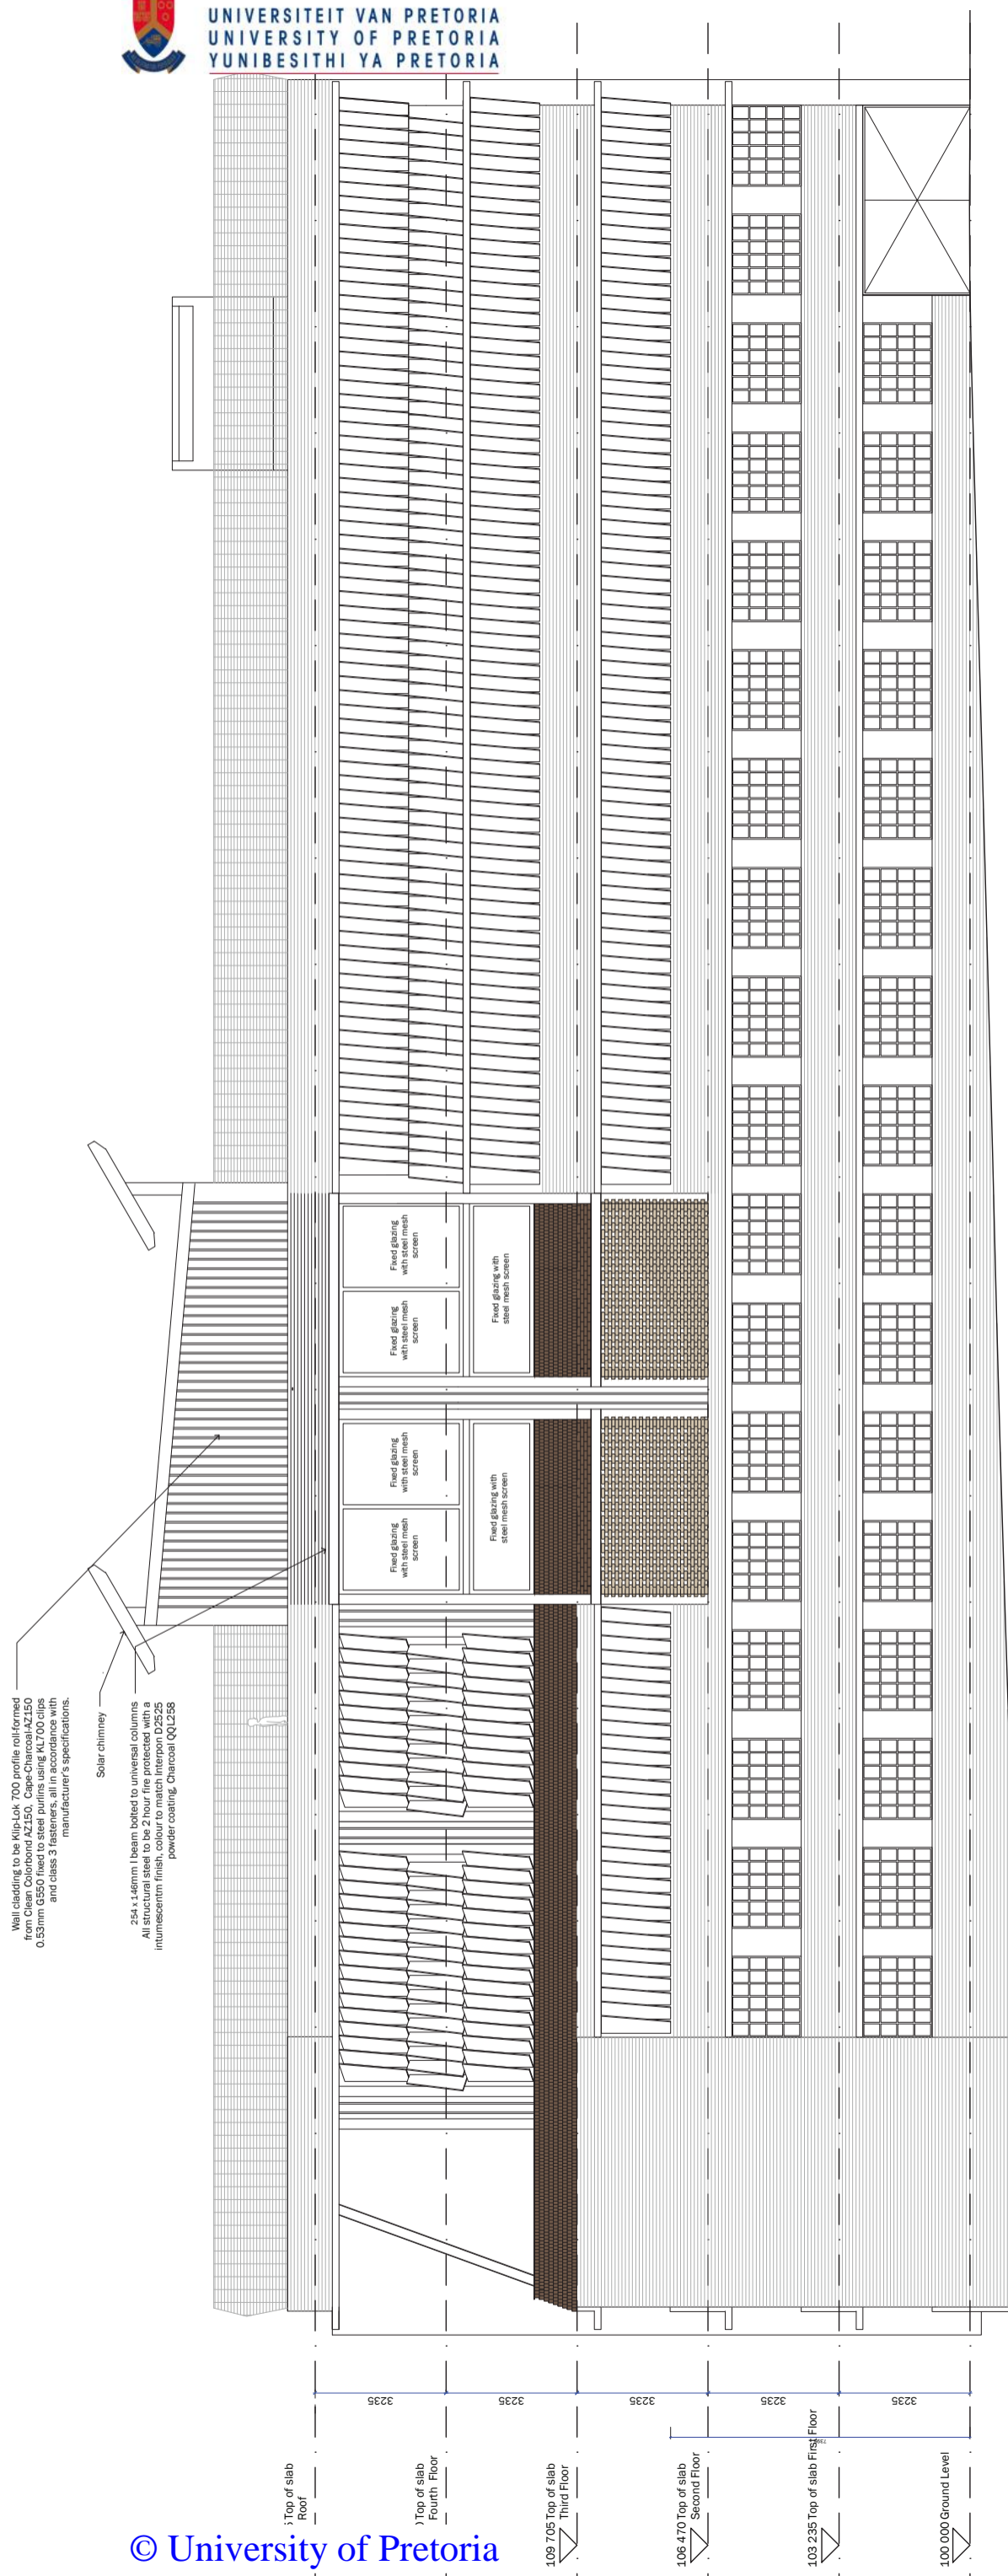 UNIVERSITEIT VAN PRETORIA
UNIVERSITY OF PRETORIA
YUNIBESITHI YA PRETORIA
Wall cladding to be Klip-Lok 700 profile roll-formed
from Clean Colorbond AZ150, Cape-Charcoal-AZ150
0.53mm G550 fixed to steel purlins using KL700 clips
and class 3 fasteners, all in accordance with
manufacturer's specifications.
Solar chimney
254 x 146mm I beam bolted to universal columns
All structural steel to be 2 hour fire protected with a
intumescentm finish, colour to match Interpon D2525
powder coating, Charcoal QQL258
Fixed glazing
with steel mesh
screen
Fixed glazing
with steel mesh
screen
Fixed glazing
with steel mesh
screen
Fixed glazing
with steel mesh
screen
Fixed glazing with
steel mesh screen
Fixed glazing with
steel mesh screen
3235
3235
3235
3235
3235
Top of slab
Roof
Top of slab
Fourth Floor
109 705 Top of slab
Third Floor
106 470 Top of slab
Second Floor
103 235 Top of slab First Floor
100 000 Ground Level
© University of Pretoria